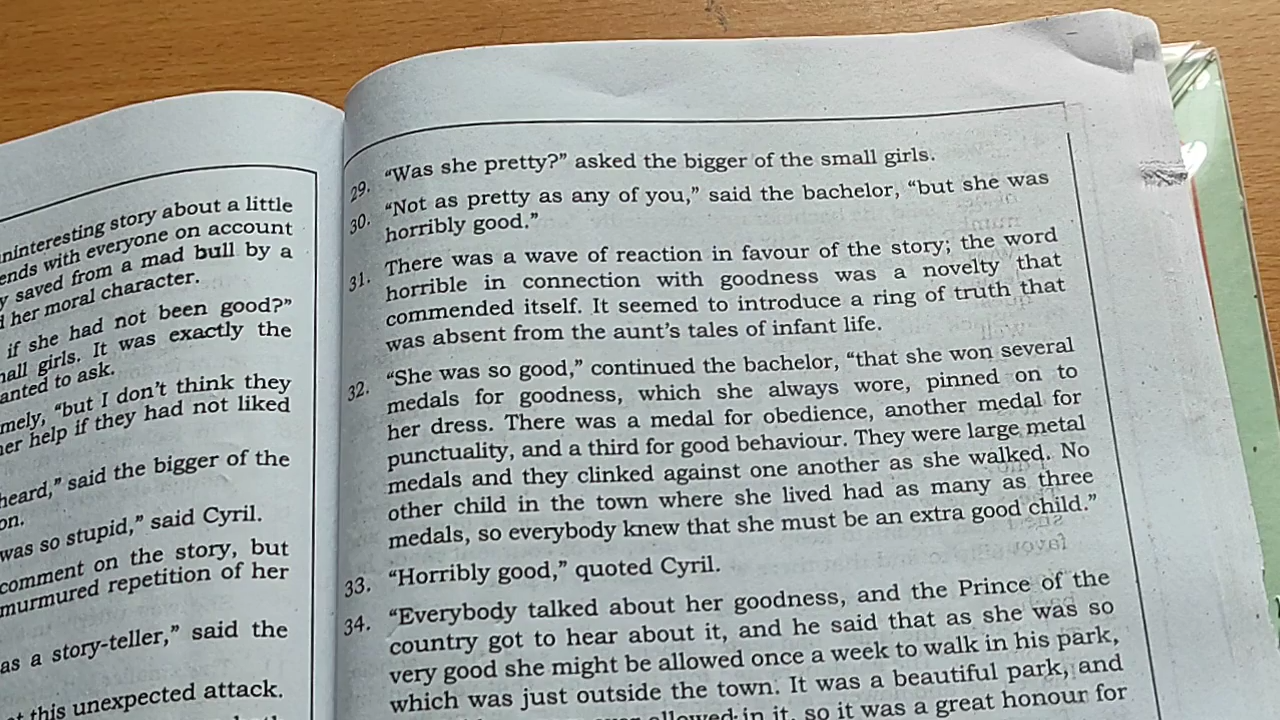 uninteresting story about a little
ends with everyone on account
saved from a mad bull by a
her moral character.
if she had not been good?"
small girls. It was exactly the
wanted to ask.
"but I don't think they
her help if they had not liked
heard," said the bigger of the
was so stupid," said Cyril.
comment on the story, but
murmured repetition of her
as a story-teller," said the
at this unexpected attack.
29. "Was she pretty?" asked the bigger of the small girls.
30. "Not as pretty as any of you," said the bachelor, "but she was
horribly good."
31. There was a wave of reaction in favour of the story; the word
horrible in connection with goodness was a novelty that
commended itself. It seemed to introduce a ring of truth that
was absent from the aunt's tales of infant life.
32. "She was so good," continued the bachelor, "that she won several
medals for goodness, which she always wore, pinned on to
her dress. There was a medal for obedience, another medal for
punctuality, and a third for good behaviour. They were large metal
medals and they clinked against one another as she walked. No
other child in the town where she lived had as many as three
medals, so everybody knew that she must be an extra good child."
33. "Horribly good," quoted Cyril.
34. "Everybody talked about her goodness, and the Prince of the
country got to hear about it, and he said that as she was so
very good she might be allowed once a week to walk in his park,
which was just outside the town. It was a beautiful park, and
allowed in it, so it was a great honour for